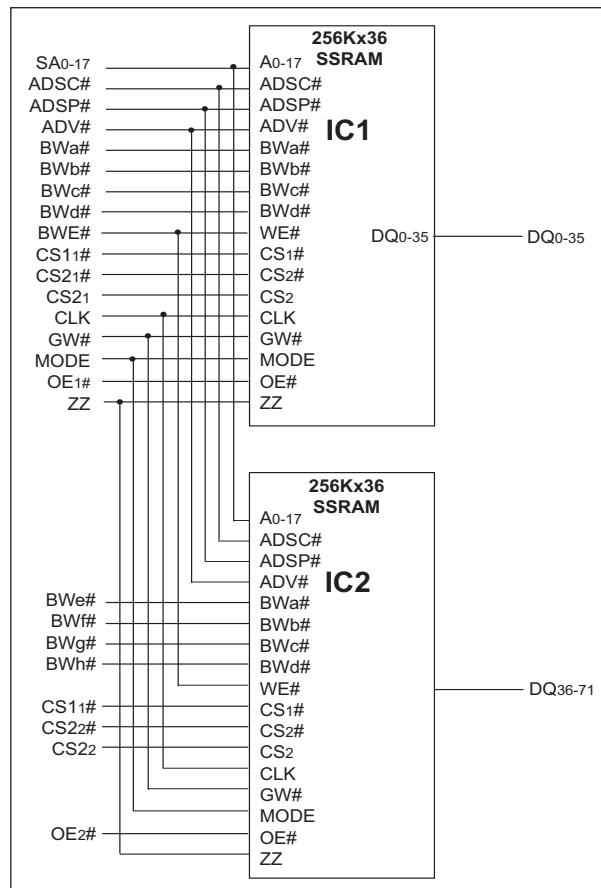 256Kx36
SSRAM
SA0-17 A0-17
ADSC# ADSC#
ADSP# ADSP#
ADV# ADV#
IC1
BWa# BWa#
BWb# BWb#
BWc# BWc#
BWd# BWd#
BWE# WE# DQ0-35 DQ0-35
CS11# CS1#
CS21# CS2#
CS21 CS2
CLK CLK
GW# GW#
MODE MODE
OE1# OE#
ZZ ZZ
256Kx36
SSRAM
A0-17
ADSC#
ADSP#
ADV#
IC2
BWe# BWa#
BWf# BWb#
BWg# BWc#
BWh# BWd#
WE# DQ36-71
CS11# CS1#
CS22# CS2#
CS22 CS2
CLK
GW#
MODE
OE2# OE#
ZZ